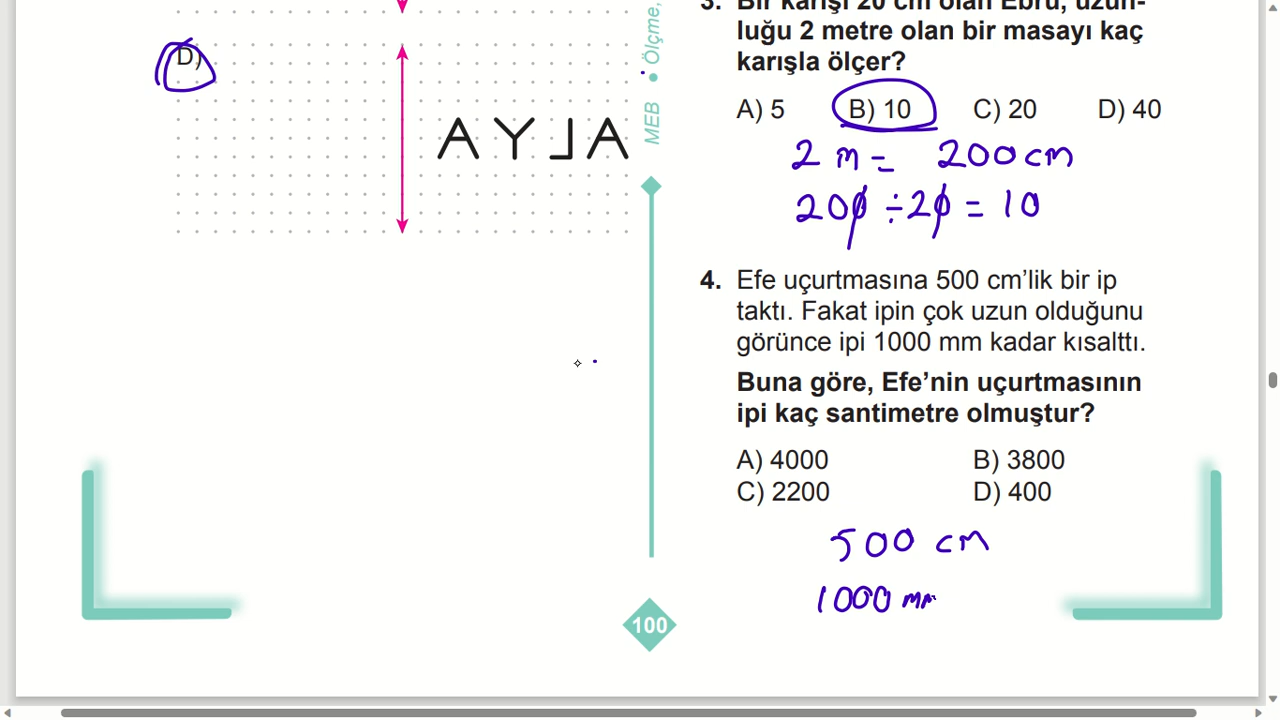 D)
AYLA
MEB ● Ölçme,
3. Bir karışı 20 cm olan Ebru, uzun-
luğu 2 metre olan bir masayı kaç
karışla ölçer?
A) 5 B) 10 C) 20 D) 40
2 m = 200 cm
200 ÷ 20 = 10
4. Efe uçurtmasına 500 cm’lik bir ip
taktı. Fakat ipin çok uzun olduğunu
görünce ipi 1000 mm kadar kısalttı.
Buna göre, Efe’nin uçurtmasının
ipi kaç santimetre olmuştur?
A) 4000 B) 3800
C) 2200 D) 400
500 cm
1000 mm
100